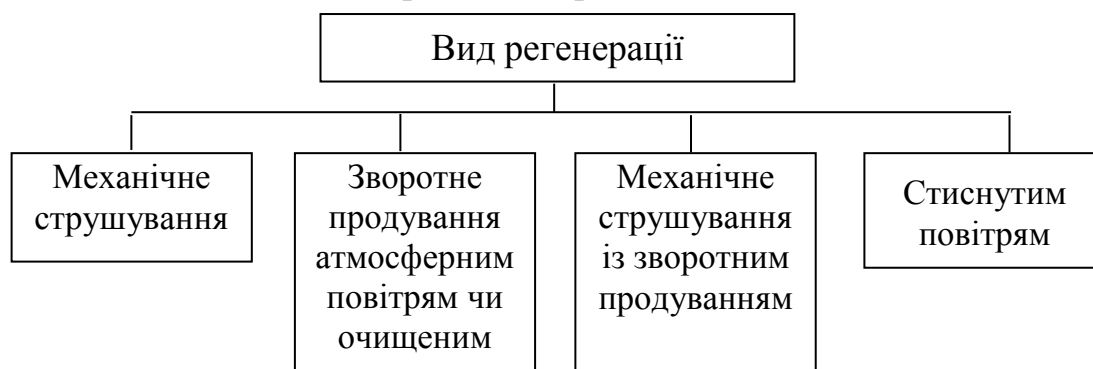 Вид регенерації
Механічне
струшування
Зворотне
продування
атмосферним
повітрям чи
очищеним
Механічне
струшування
із зворотним
продуванням
Стиснутим
повітрям